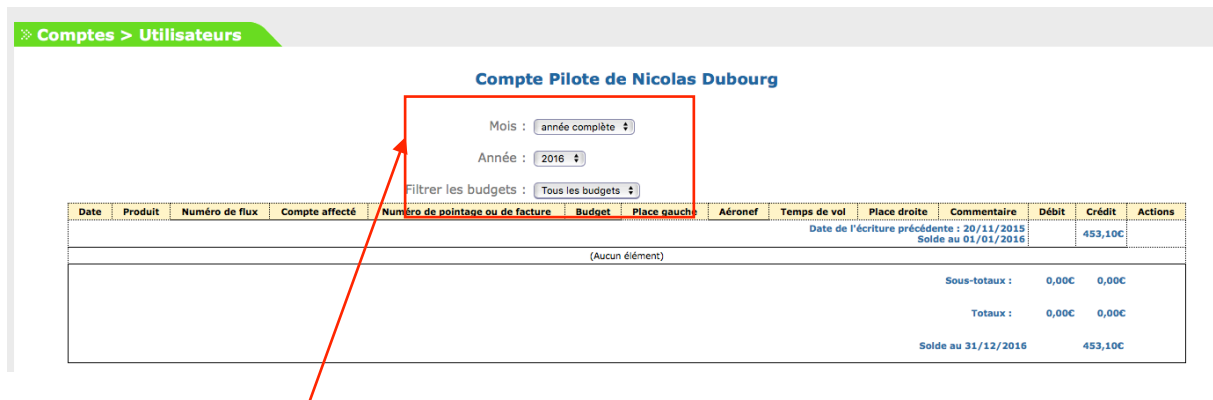 » Comptes > Utilisateurs
Compte Pilote de Nicolas Dubourg
Mois : année complète
Année : 2016
Filtrer les budgets : Tous les budgets
Date Produit Numéro de flux Compte affecté Numéro de pointage ou de facture Budget Place gauche Aéronef Temps de vol Place droite Commentaire Débit Crédit Actions
Date de l'écriture précédente : 20/11/2015
Solde au 01/01/2016 453,10€
(Aucun élément)
Sous-totaux : 0,00€ 0,00€
Totaux : 0,00€ 0,00€
Solde au 31/12/2016 453,10€